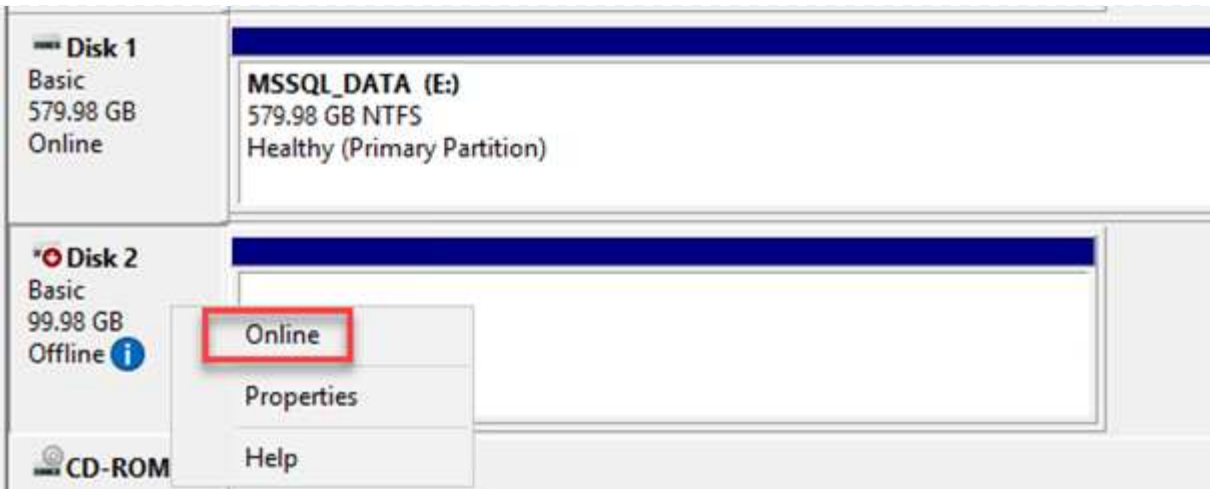 Disk 1
Basic
579.98 GB
Online
MSSQL_DATA (E:)
579.98 GB NTFS
Healthy (Primary Partition)
Disk 2
Basic
99.98 GB
Offline
Online
Properties
Help
CD-ROM